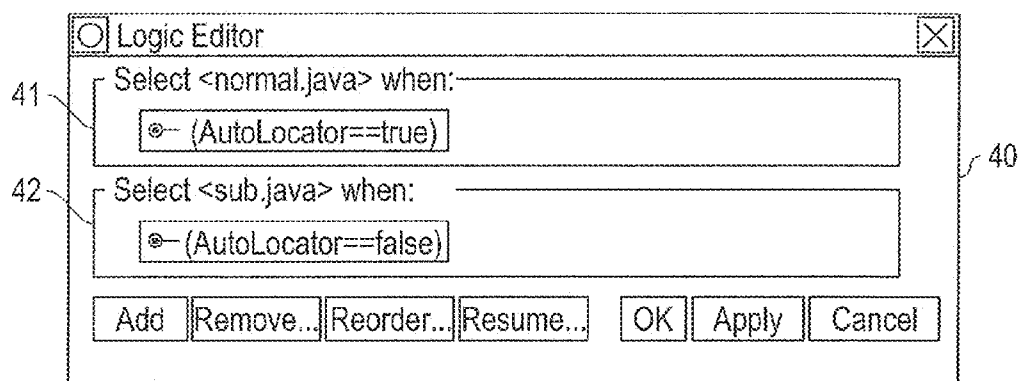 Logic Editor
41
Select <normal.java> when:
(AutoLocator==true)
40
42
Select <sub.java> when:
(AutoLocator==false)
Add Remove... Reorder... Resume... OK Apply Cancel